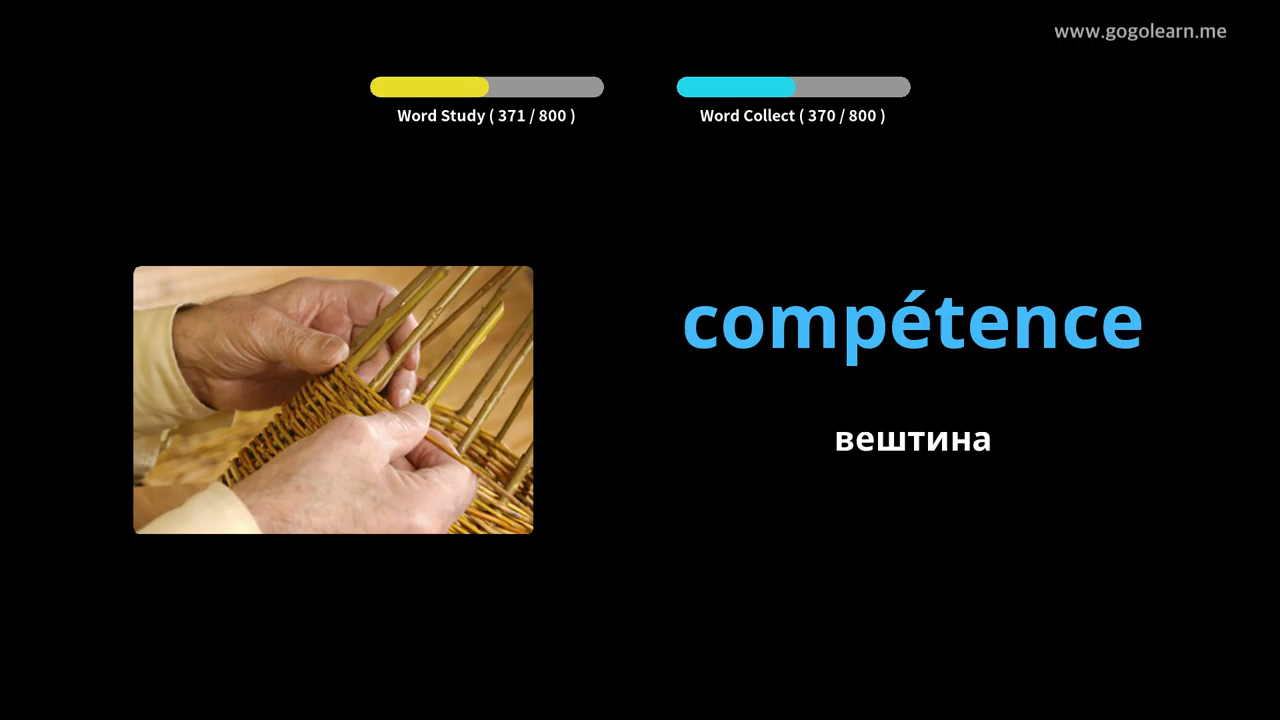 www.gogolearn.me
Word Study ( 371 / 800 )
Word Collect ( 370 / 800 )
compétence
вештина